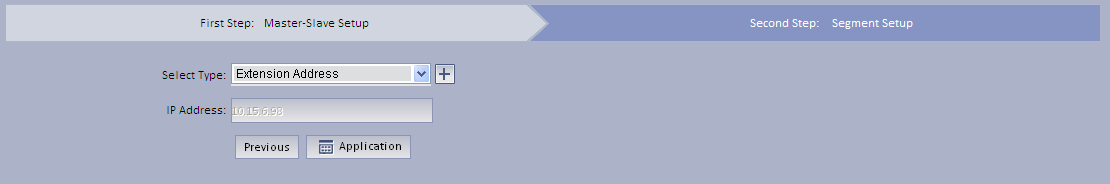 First Step: Master-Slave Setup Second Step: Segment Setup
Select Type: Extension Address
IP Address: 10.15.6.98
Previous Application